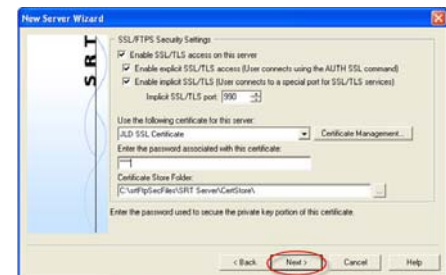 New Server Wizard
SRT
SSL/FTPS Security Settings
Enable SSL/TLS access on this server
Enable explicit SSL/TLS access (User connects using the AUTH SSL command)
Enable implicit SSL/TLS (User connects to a special port for SSL/TLS services)
Implicit SSL/TLS port: 990
Use the following certificate for this server:
JLD SSL Certificate
Certificate Management...
Enter the password associated with this certificate:
****
Certificate Store Folder:
C:\srtFtpSecFiles\SRT Server\CertStore\
...
Enter the password used to secure the private key portion of this certificate.
< Back
Next >
Cancel
Help